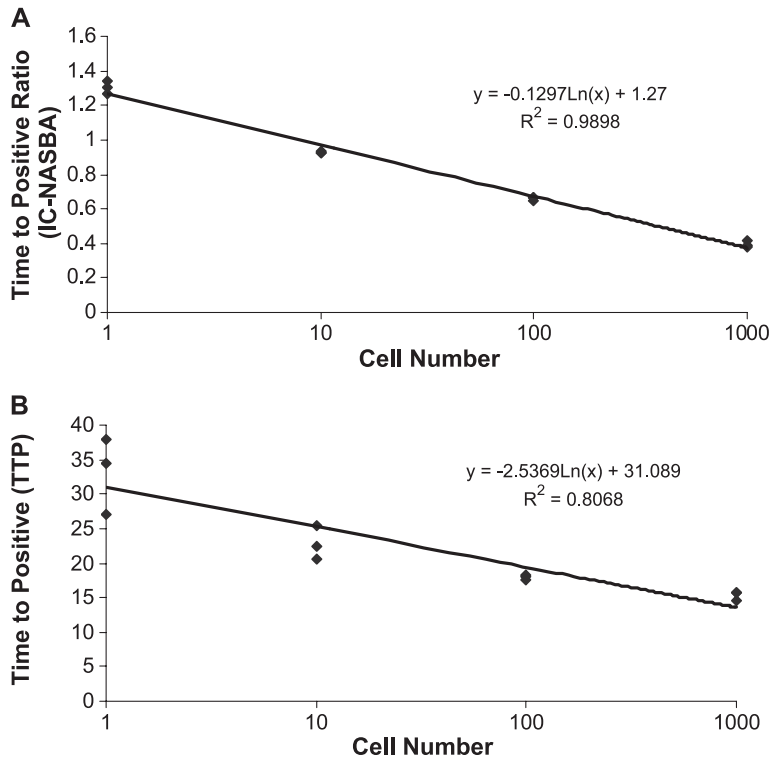 A
Time to Positive Ratio
(IC-NASBA)
1.6
1.4
1.2
1
0.8
0.6
0.4
0.2
0
y = -0.1297Ln(x) + 1.27
R² = 0.9898
1 10 100 1000
Cell Number
B
Time to Positive (TTP)
40
35
30
25
20
15
10
5
0
y = -2.5369Ln(x) + 31.089
R² = 0.8068
1 10 100 1000
Cell Number